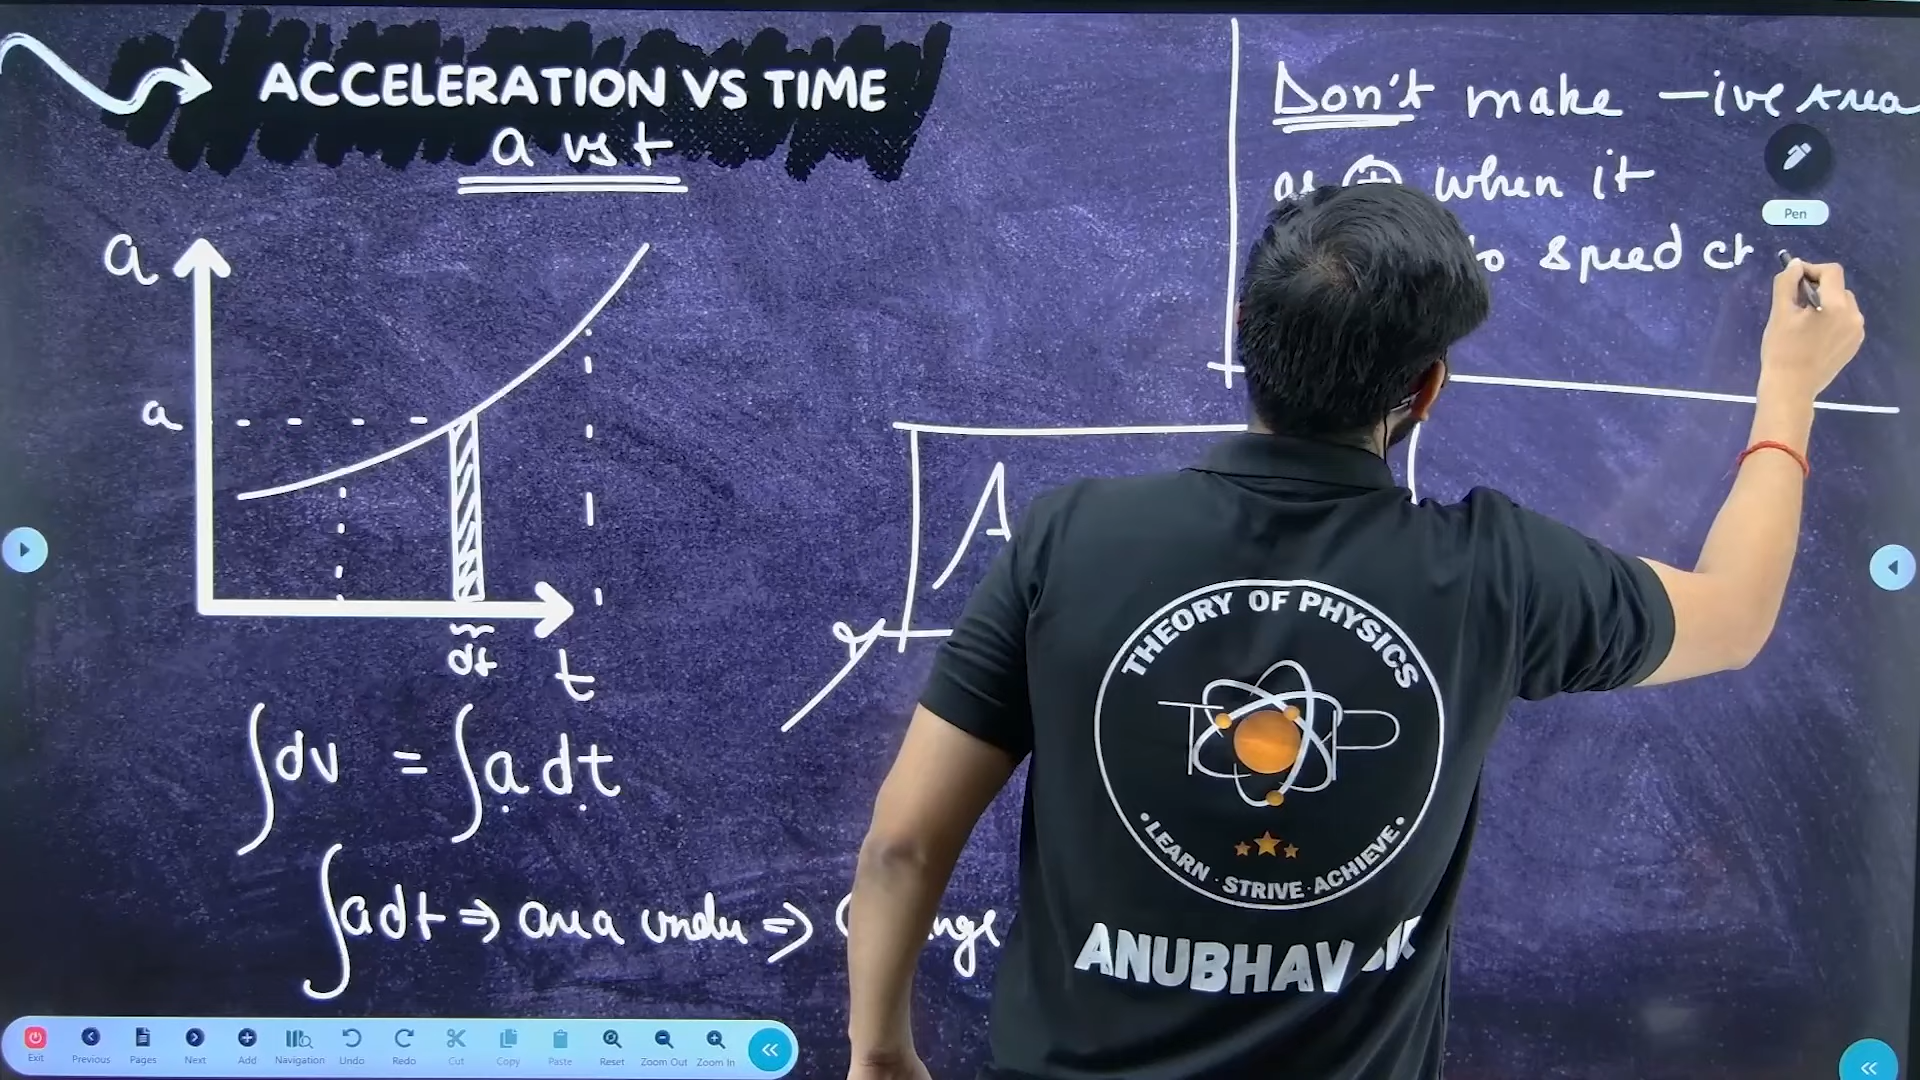 ACCELERATION VS TIME
a vs t
Don't make -ive Area
as + when it
to speed ch
Pen
a
a
dt
t
A
∫dv = ∫a dt
∫adt ⇒ area under ⇒
THEORY OF PHYSICS
LEARN · STRIVE · ACHIEVE
ANUBHAV
Exit Previous Pages Next Add Navigation Undo Redo Cut Copy Paste Reset Zoom Out Zoom In